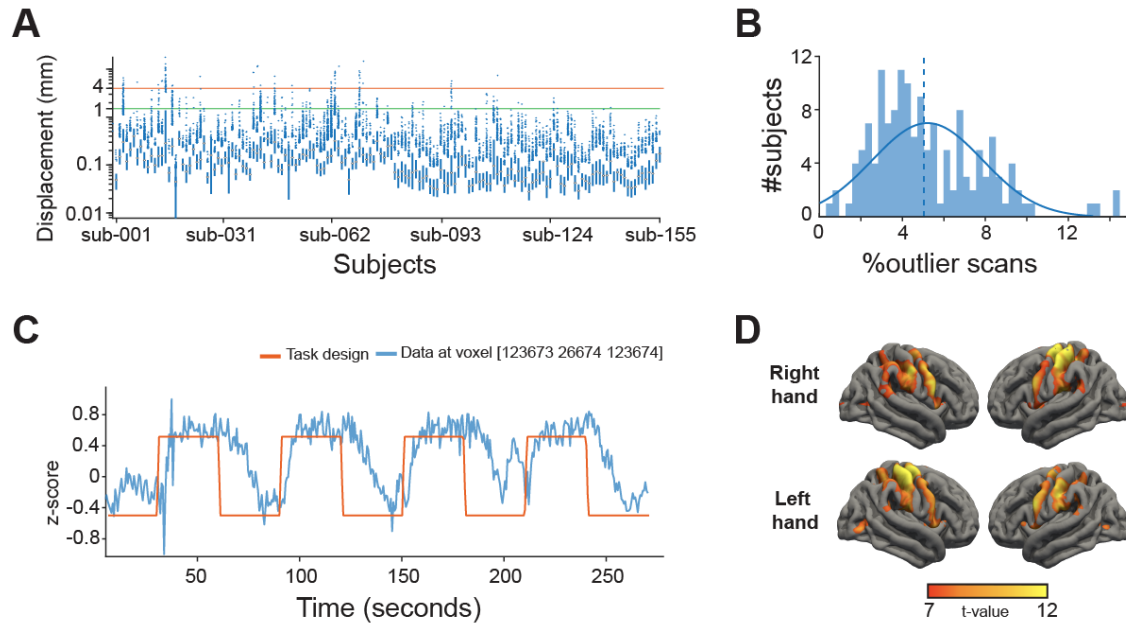 A
Displacement (mm)
4
1
0.1
0.01
sub-001 sub-031 sub-062 sub-093 sub-124 sub-155
Subjects
B
#subjects
12
8
4
0
0 4 8 12
%outlier scans
C
Task design Data at voxel [123673 26674 123674]
z-score
0.8
0.4
0
-0.4
-0.8
50 100 150 200 250
Time (seconds)
D
Right
hand
Left
hand
7 t-value 12